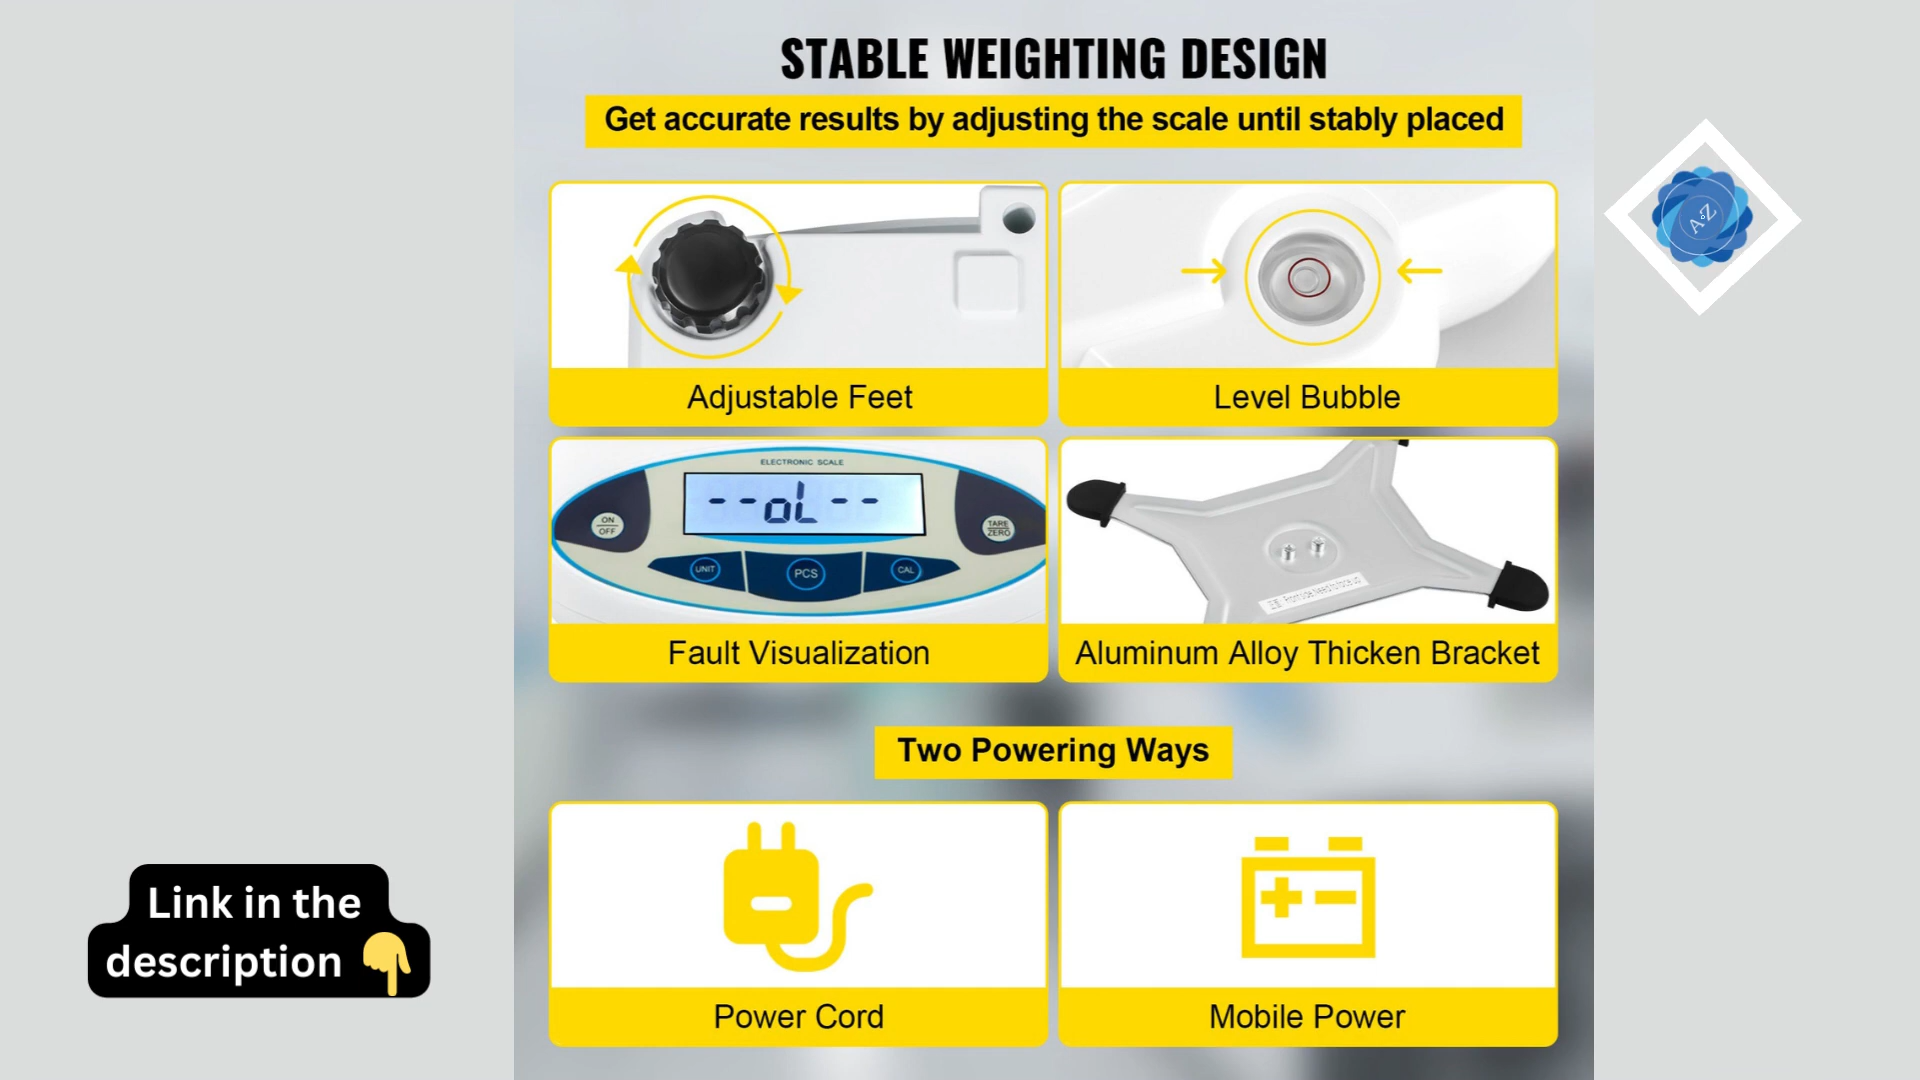 STABLE WEIGHTING DESIGN
Get accurate results by adjusting the scale until stably placed
A2Z
Adjustable Feet
Level Bubble
ELECTRONIC SCALE
--oL--
ON
OFF
TARE
ZERO
UNIT
PCS
CAL
Fault Visualization
Aluminum Alloy Thicken Bracket
Two Powering Ways
Link in the
description
Power Cord
Mobile Power